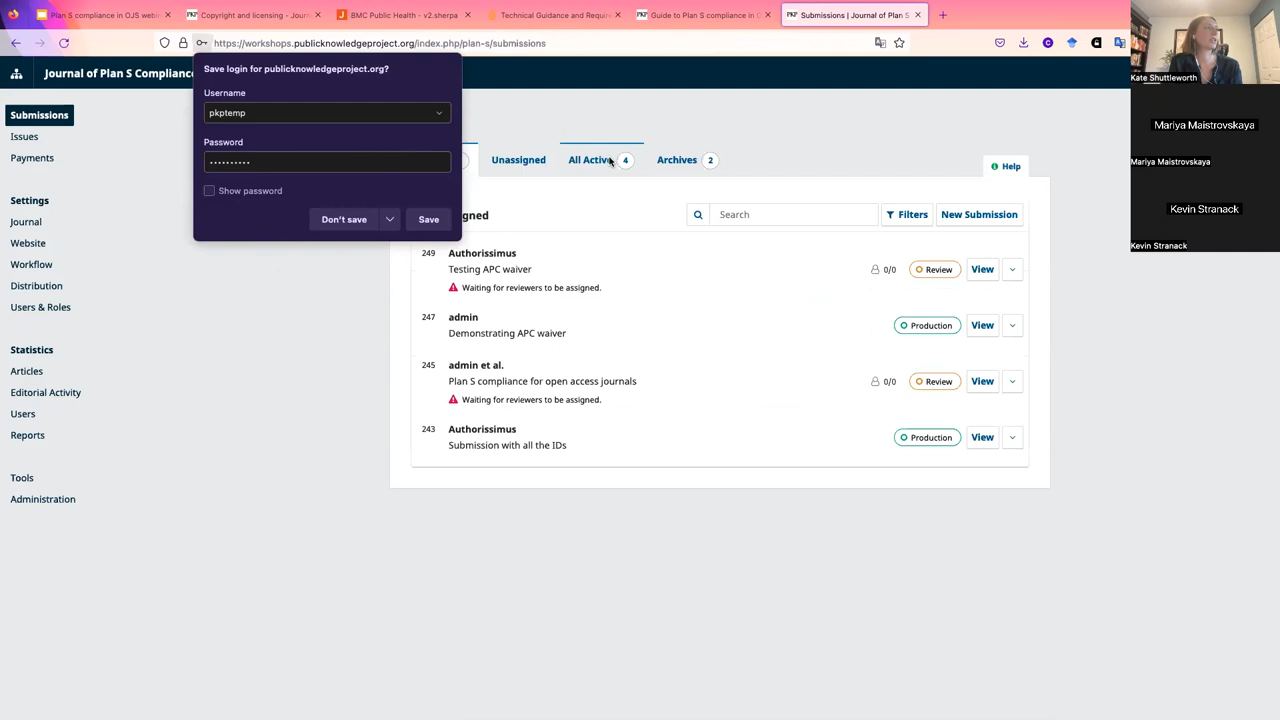 Plan S compliance in OJS webi
Copyright and licensing - Journ
BMC Public Health - v2.sherpa
Technical Guidance and Require
Guide to Plan S compliance in O
Submissions | Journal of Plan S
https://workshops.publicknowledgeproject.org/index.php/plan-s/submissions
Journal of Plan S Compliance
Save login for publicknowledgeproject.org?
Username
pkptemp
Password
••••••••••
Show password
Don't save
Save
Submissions
Issues
Payments
Settings
Journal
Website
Workflow
Distribution
Users & Roles
Statistics
Articles
Editorial Activity
Users
Reports
Tools
Administration
Unassigned
All Active 4
Archives 2
Help
gned
Search
Filters
New Submission
249 Authorissimus
Testing APC waiver
Waiting for reviewers to be assigned.
0/0 Review View
247 admin
Demonstrating APC waiver
Production View
245 admin et al.
Plan S compliance for open access journals
Waiting for reviewers to be assigned.
0/0 Review View
243 Authorissimus
Submission with all the IDs
Production View
Kate Shuttleworth
Mariya Maistrovskaya
Mariya Maistrovskaya
Kevin Stranack
Kevin Stranack